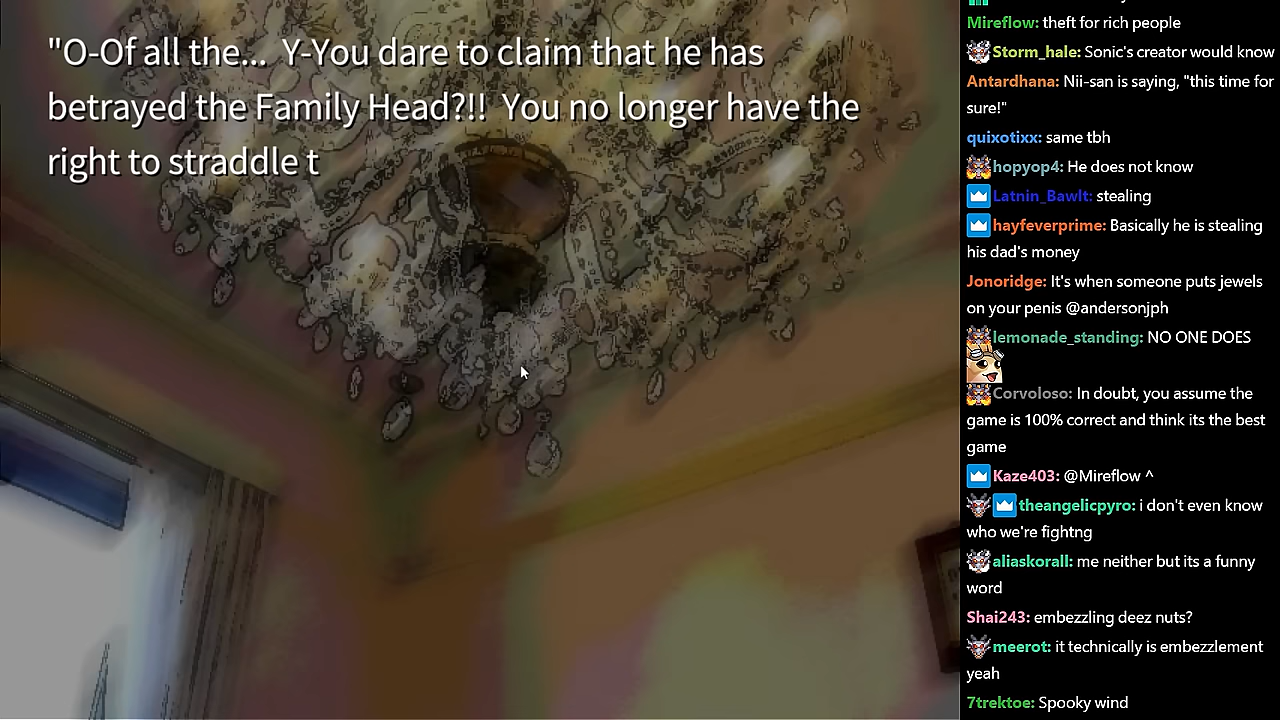 "O-Of all the...  Y-You dare to claim that he has
betrayed the Family Head?!!  You no longer have the
right to straddle t
Mireflow: theft for rich people
Storm_hale: Sonic's creator would know
Antardhana: Nii-san is saying, "this time for
sure!"
quixotixx: same tbh
hopyop4: He does not know
Latnin_Bawlt: stealing
hayfeverprime: Basically he is stealing
his dad's money
Jonoridge: It's when someone puts jewels
on your penis @andersonjph
lemonade_standing: NO ONE DOES
Corvoloso: In doubt, you assume the
game is 100% correct and think its the best
game
Kaze403: @Mireflow ^
theangelicpyro: i don't even know
who we're fightng
aliaskorall: me neither but its a funny
word
Shai243: embezzling deez nuts?
meerot: it technically is embezzlement
yeah
7trektoe: Spooky wind